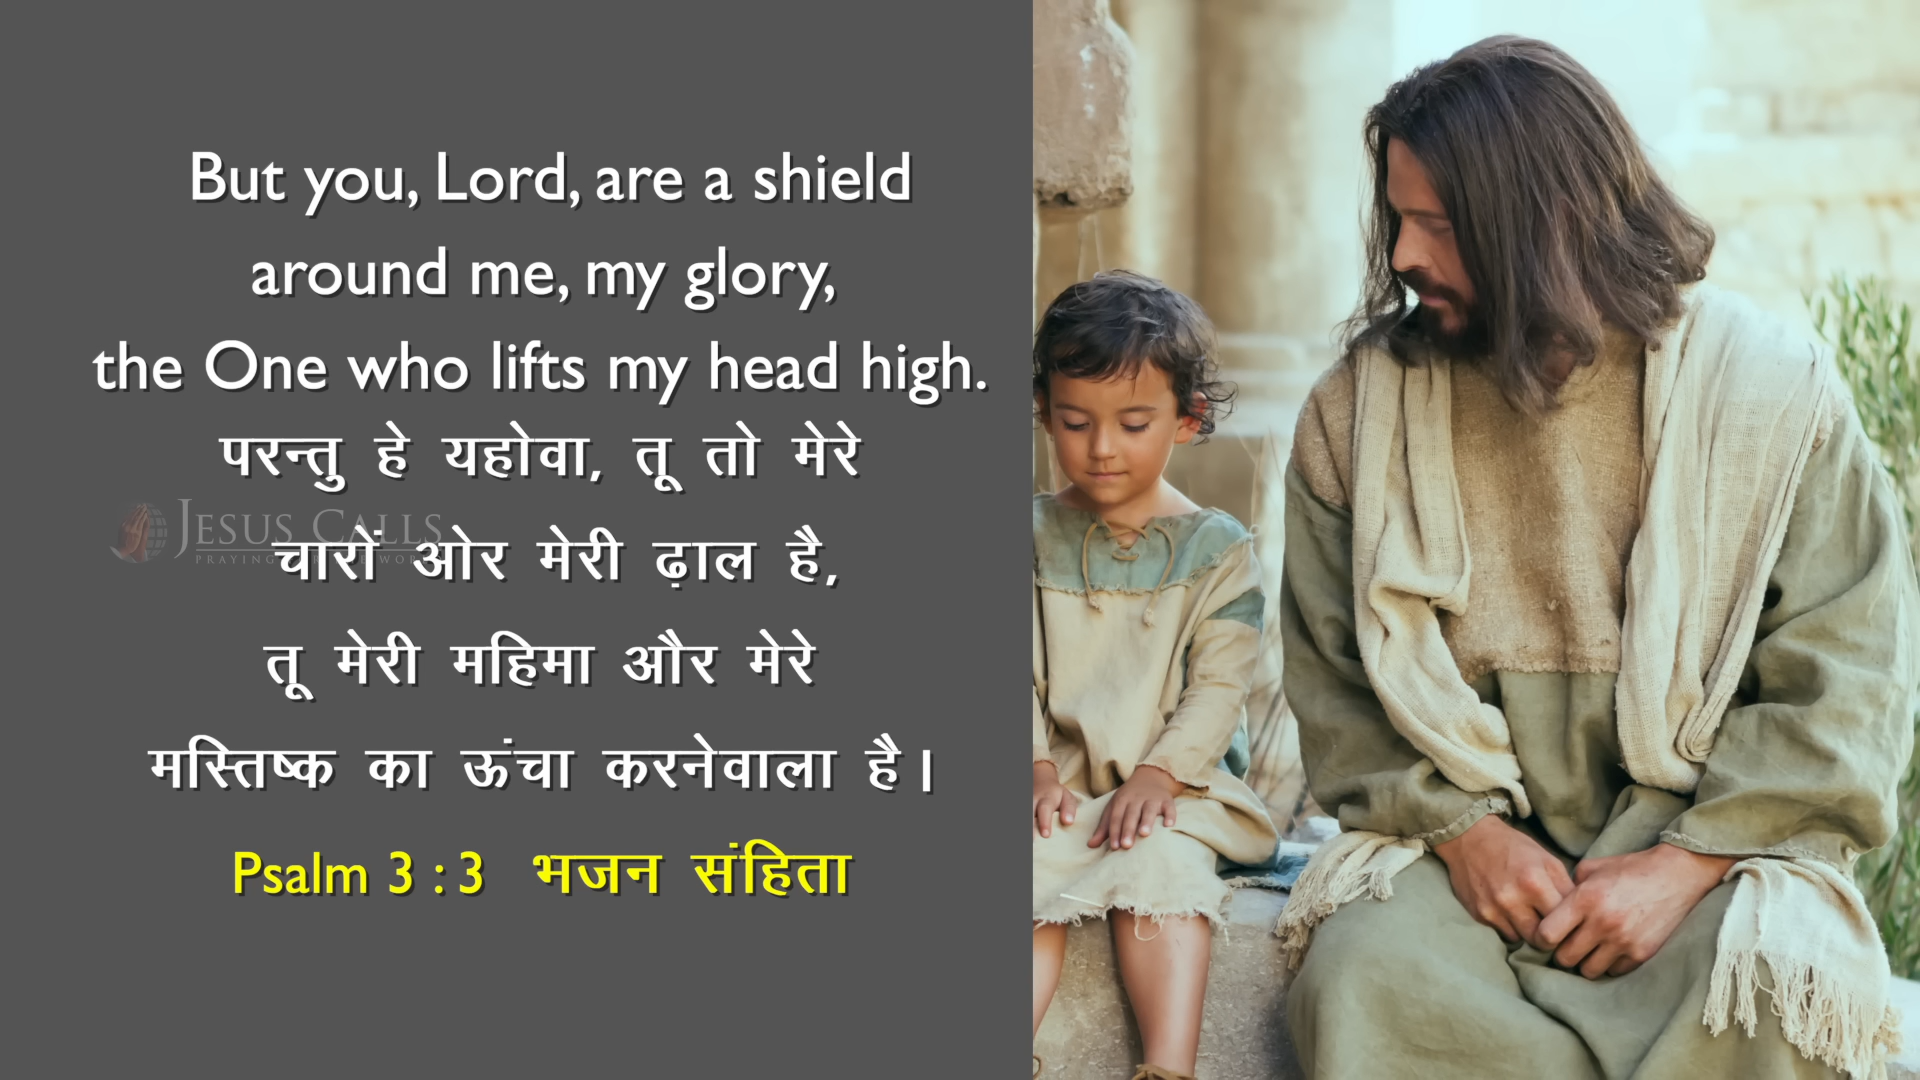 But you, Lord, are a shield
around me, my glory,
the One who lifts my head high.
परन्तु हे यहोवा, तू तो मेरे
JESUS CALLS
PRAYING
चारों ओर मेरी ढ़ाल है,
तू मेरी महिमा और मेरे
मस्तिष्क का ऊंचा करनेवाला है।
Psalm 3 : 3 भजन संहिता